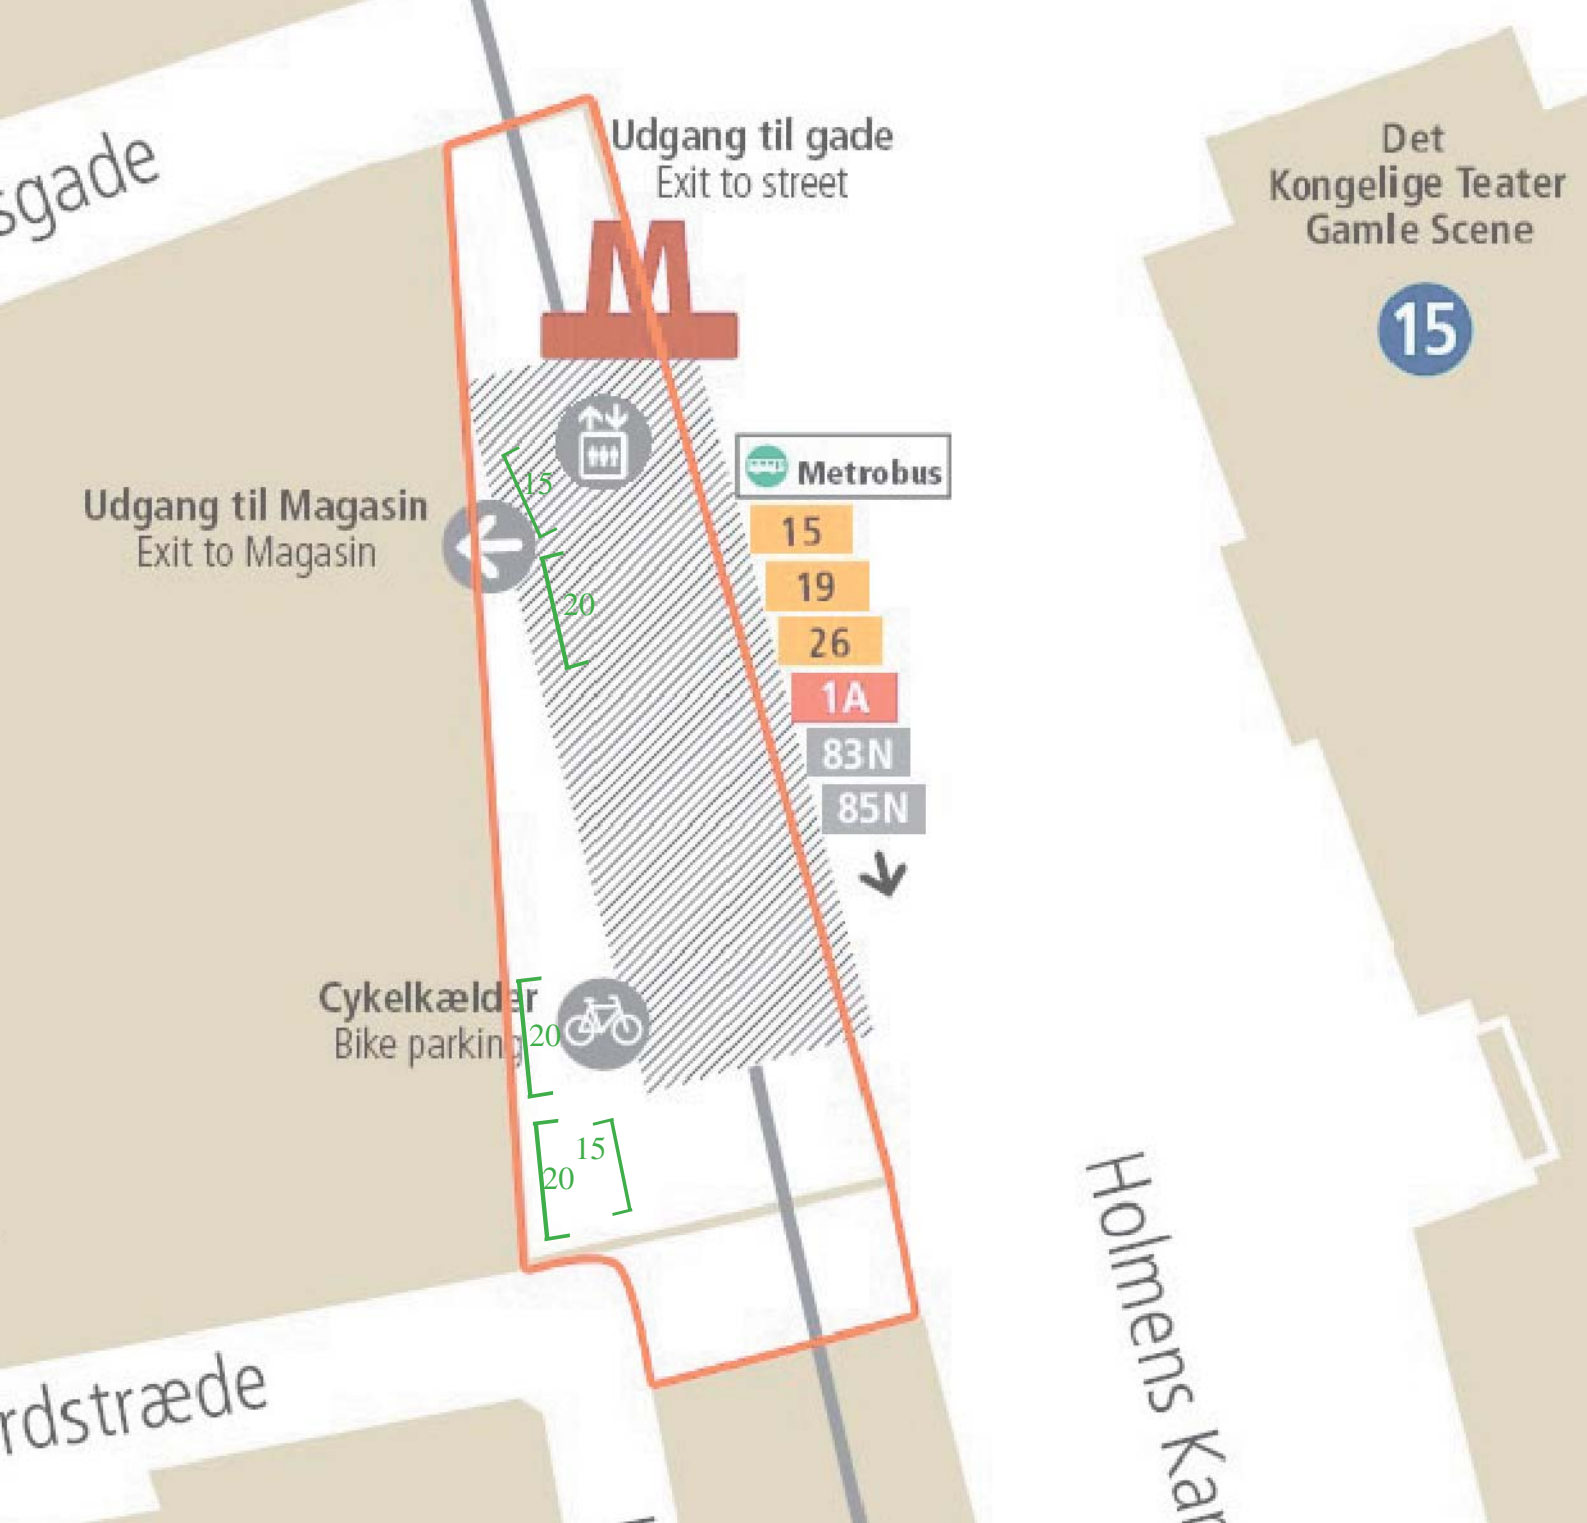 sgade
Udgang til gade
Exit to street
M
Det
Kongelige Teater
Gamle Scene
15
Metrobus
15
19
26
1A
83N
85N
15
Udgang til Magasin
Exit to Magasin
20
Cykelkælder
Bike parking
20
15
20
Holmens Kan
rdstræde